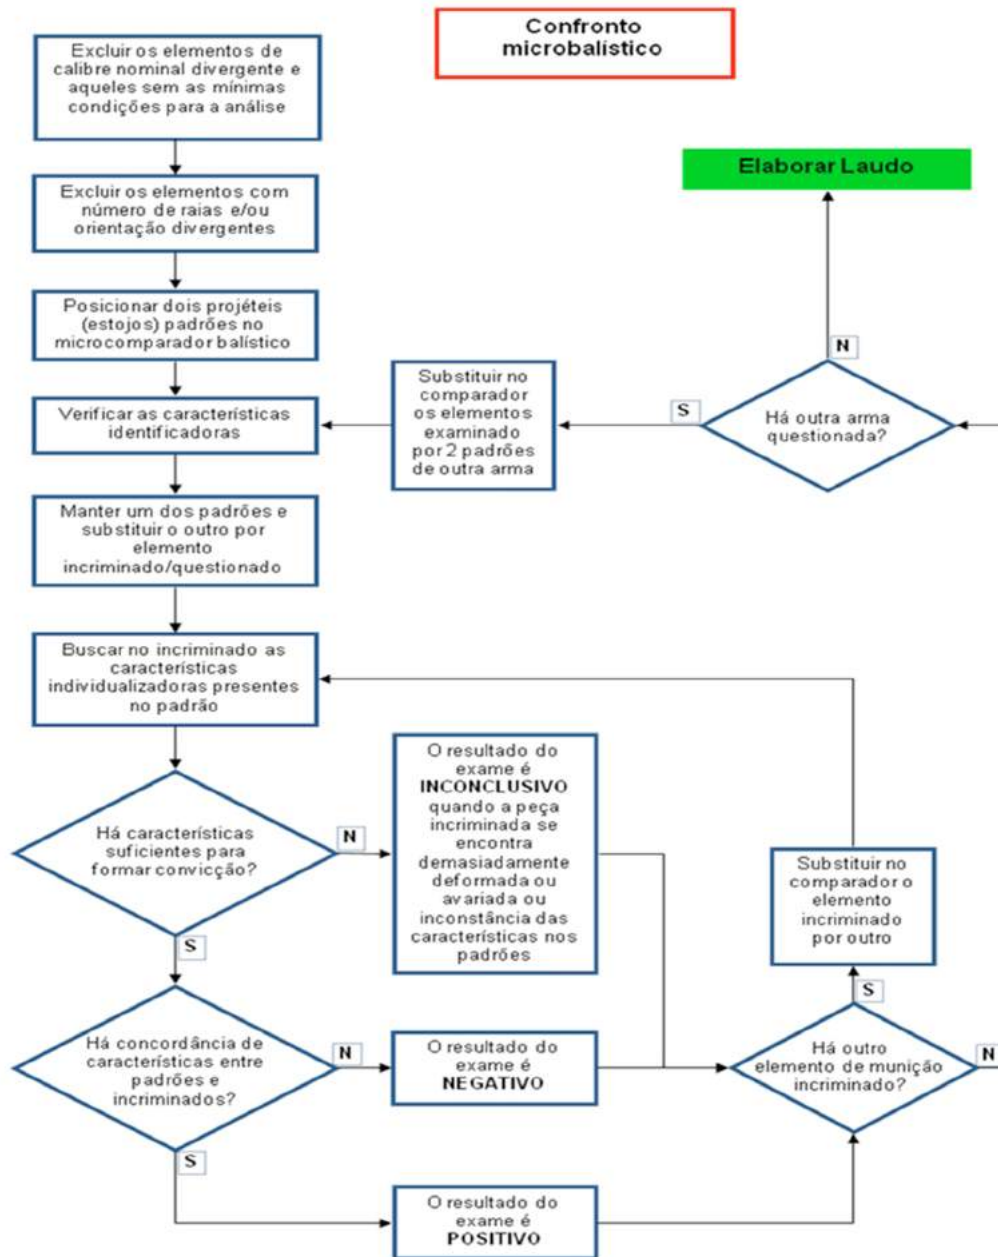 Confronto
microbalístico
Excluir os elementos de
calibre nominal divergente e
aqueles sem as mínimas
condições para a análise
Excluir os elementos com
número de raias e/ou
orientação divergentes
Posicionar dois projéteis
(estojos) padrões no
microcomparador balístico
Verificar as características
identificadoras
Manter um dos padrões e
substituir o outro por
elemento
incriminado/questionado
Buscar no incriminado as
características
individualizadoras presentes
no padrão
Há características
suficientes para
formar convicção?
N
S
O resultado do
exame é
INCONCLUSIVO
quando a peça
incriminada se
encontra
demasiadamente
deformada ou
avariada ou
inconstância das
características nos
padrões
Há concordância de
características entre
padrões e
incriminados?
N
S
O resultado do
exame é
NEGATIVO
O resultado do
exame é
POSITIVO
Há outro
elemento de munição
incriminado?
S
N
Substituir no
comparador o
elemento
incriminado
por outro
Há outra arma
questionada?
S
N
Substituir no
comparador
os elementos
examinado
por 2 padrões
de outra arma
Elaborar Laudo